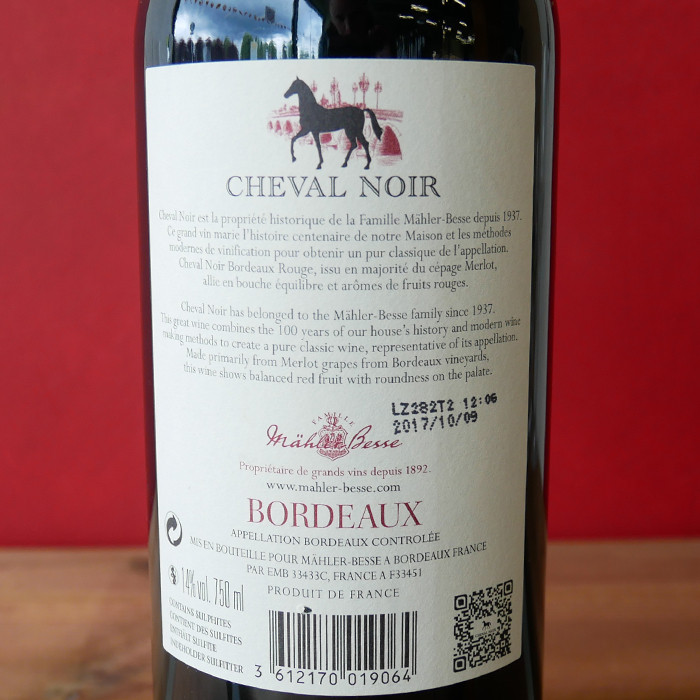 CHEVAL NOIR
Cheval Noir est la propriété historique de la Famille Mähler-Besse depuis 1937.
Ce grand vin marie l'histoire centenaire de notre Maison et les méthodes
modernes de vinification pour obtenir un pur classique de l'appellation.
Cheval Noir Bordeaux Rouge, issu en majorité du cépage Merlot,
allie en bouche équilibre et arômes de fruits rouges.
Cheval Noir has belonged to the Mähler-Besse family since 1937.
This great wine combines the 100 years of our house's history and modern wine
making methods to create a pure classic wine, representative of its appellation.
Made primarily from Merlot grapes from Bordeaux vineyards,
this wine shows balanced red fruit with roundness on the palate.
LZ282T2 12:06
2017/10/09
FAMILLE
Mähler Besse
Propriétaire de grands vins depuis 1892.
www.mahler-besse.com
BORDEAUX
APPELLATION BORDEAUX CONTROLÉE
MIS EN BOUTEILLE POUR MÄHLER-BESSE A BORDEAUX FRANCE
PAR EMB 33433C, FRANCE A F33451
PRODUIT DE FRANCE
14% vol. 750 ml
CONTAINS SULPHITES
CONTIENT DES SULFITES
ENTHÄLT SULFITE
INDEHOLDER SULFITTER
3 612170 019064